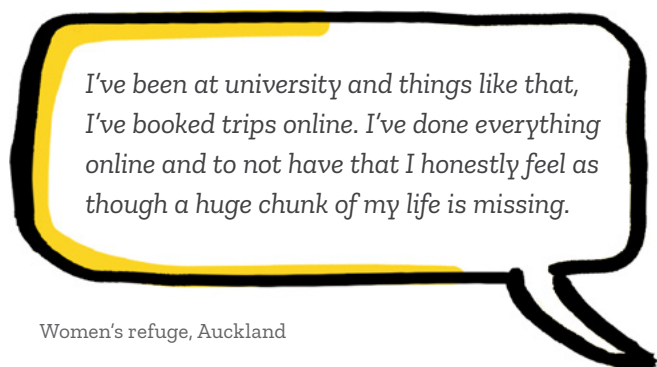 I’ve been at university and things like that,
I’ve booked trips online. I’ve done everything
online and to not have that I honestly feel as
though a huge chunk of my life is missing.
Women’s refuge, Auckland